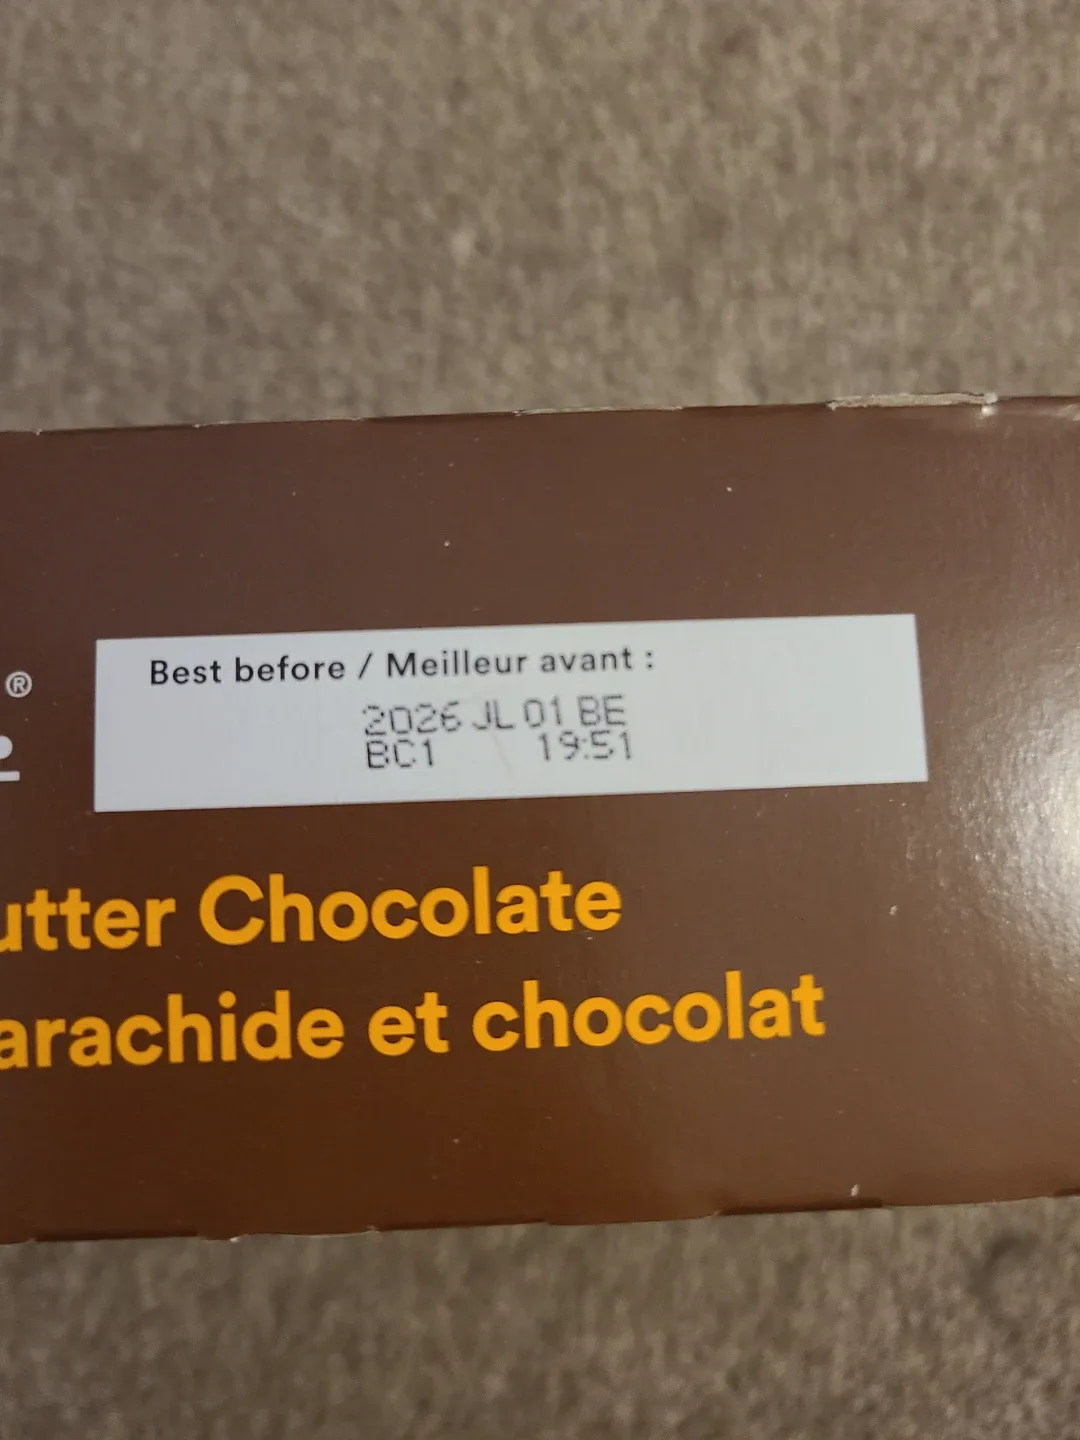 ®
Best before / Meilleur avant :
2026 JL 01 BE
BC1 19:51
utter Chocolate
arachide et chocolat